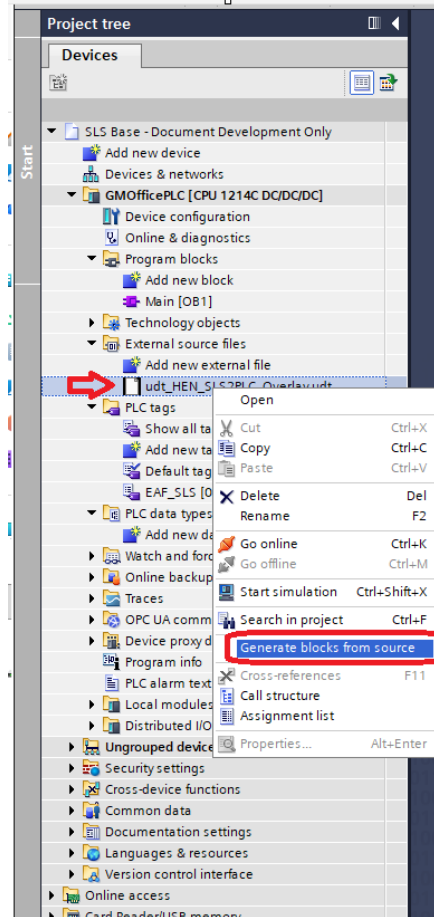 Project tree
Devices
Start
SLS Base - Document Development Only
Add new device
Devices & networks
GMOfficePLC [CPU 1214C DC/DC/DC]
Device configuration
Online & diagnostics
Program blocks
Add new block
Main [OB1]
Technology objects
External source files
Add new external file
udt_HEN_SLS2PLC_Overlay.udt
PLC tags
Show all ta
Add new ta
Default tag
EAF_SLS [0
PLC data types
Add new da
Watch and forc
Online backup
Traces
OPC UA comm
Device proxy d
Program info
PLC alarm text
Local modules
Distributed I/O
Ungrouped device
Security settings
Cross-device functions
Common data
Documentation settings
Languages & resources
Version control interface
Online access
Card Reader/USB memory
Open
Cut Ctrl+X
Copy Ctrl+C
Paste Ctrl+V
Delete Del
Rename F2
Go online Ctrl+K
Go offline Ctrl+M
Start simulation Ctrl+Shift+X
Search in project Ctrl+F
Generate blocks from source
Cross-references F11
Call structure
Assignment list
Properties... Alt+Enter